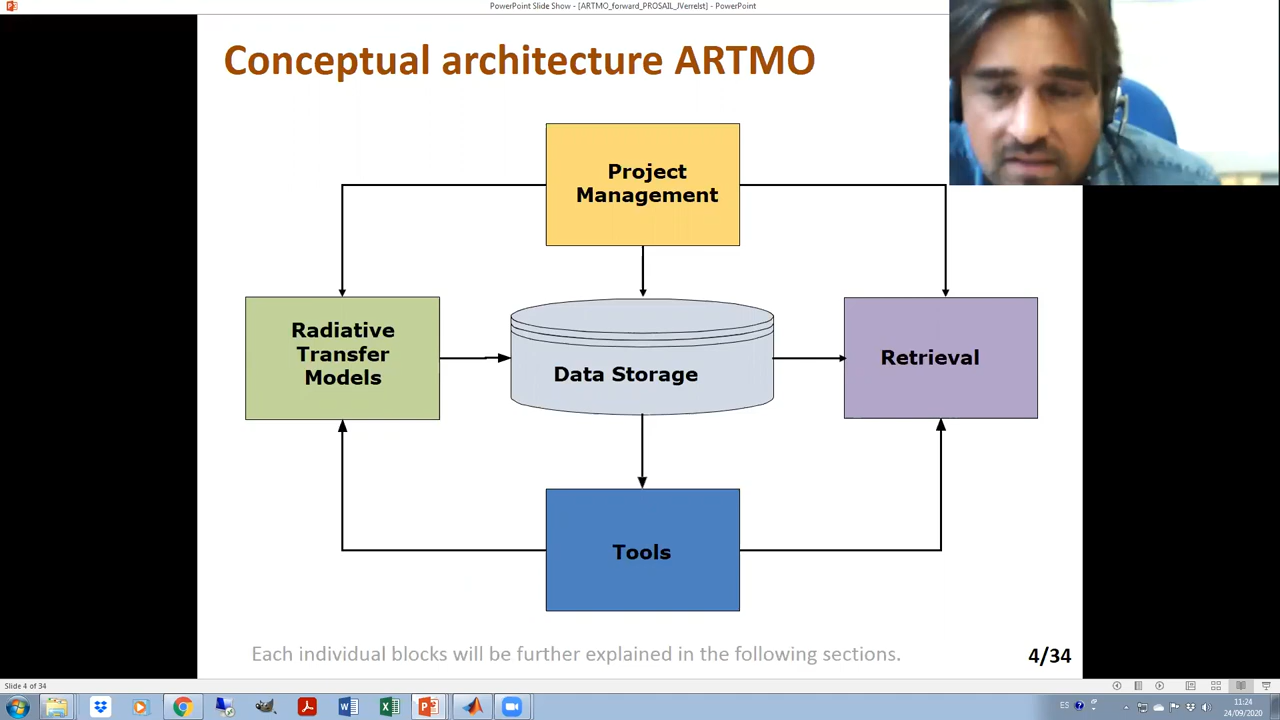 PowerPoint Slide Show - [ARTMO_forward_PROSAIL_JVerrelst] - PowerPoint
Conceptual architecture ARTMO
Project
Management
Radiative
Transfer
Models
Data Storage
Retrieval
Tools
Each individual blocks will be further explained in the following sections.
4/34
Slide 4 of 34
ES
11:24
24/09/2020